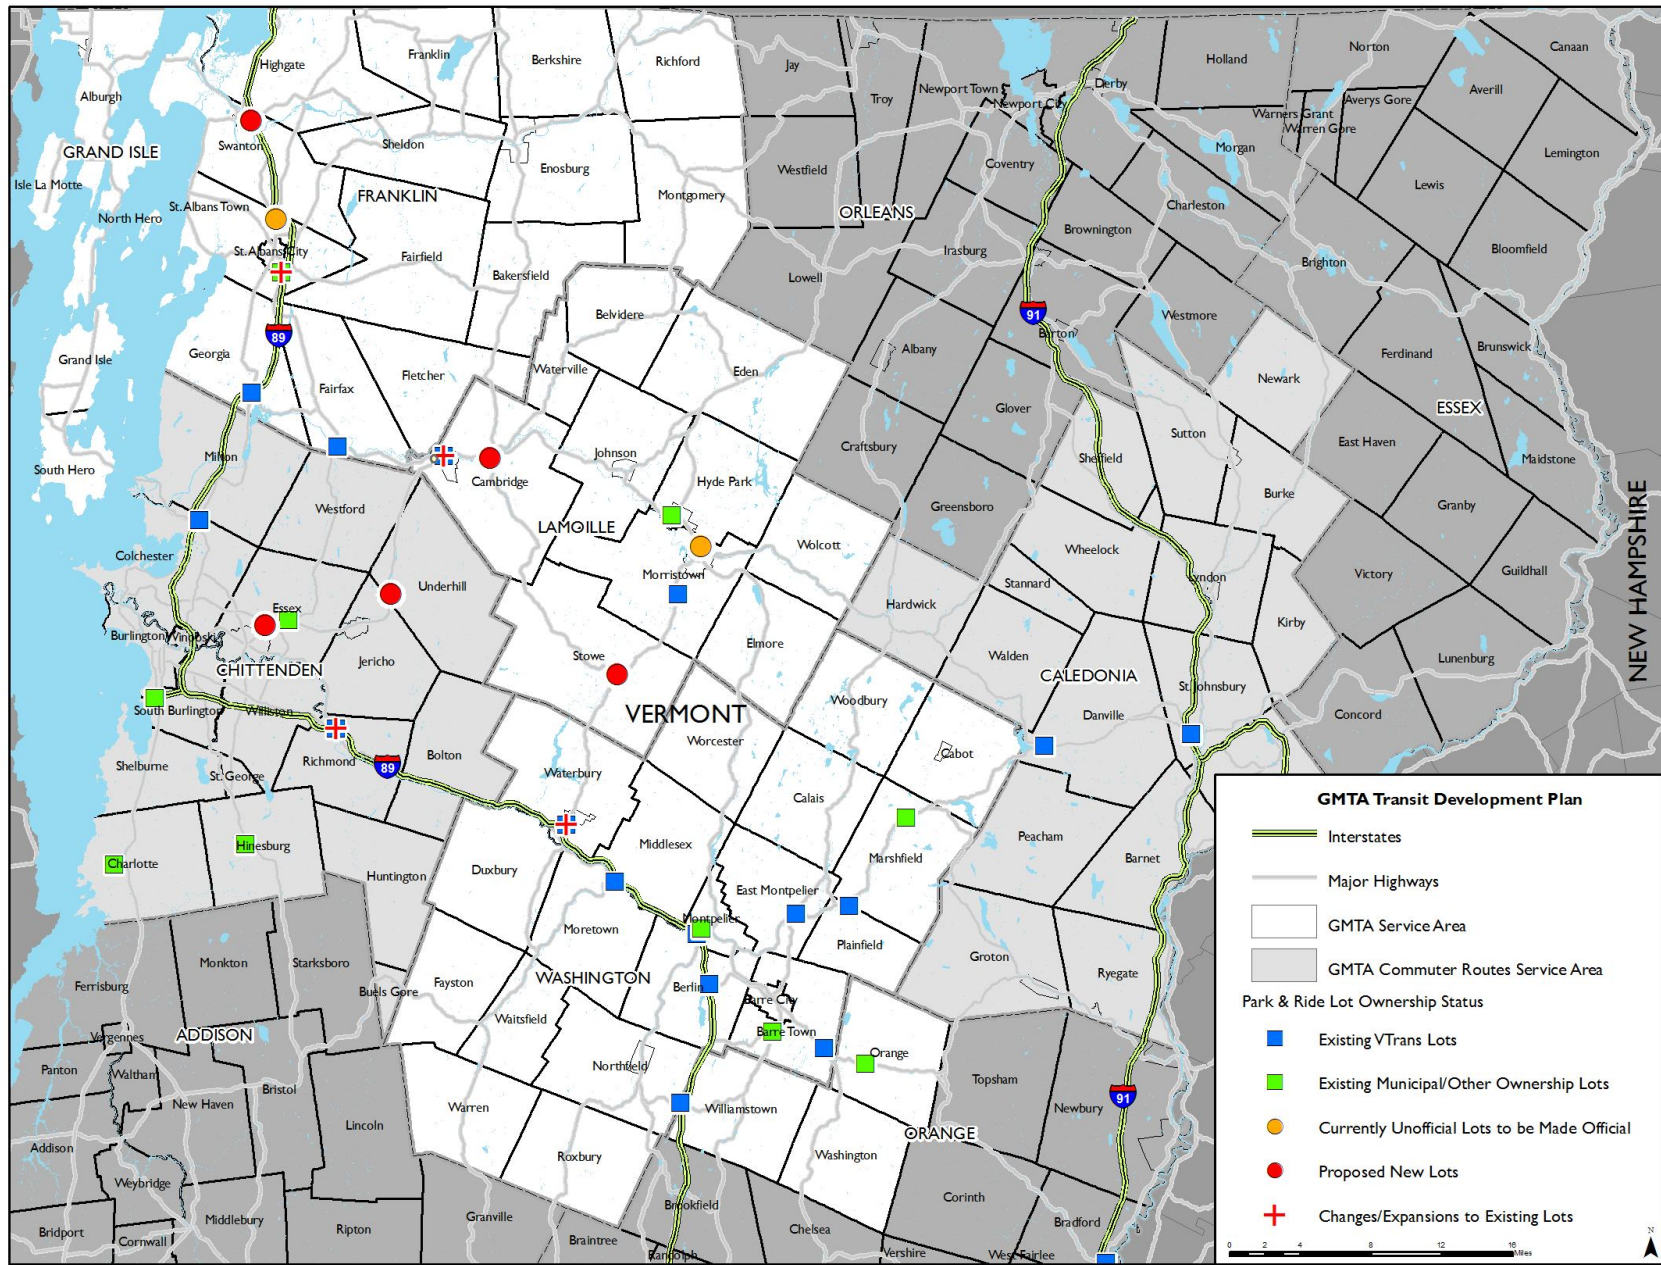 Highgate
Franklin
Berkshire
Richford
Jay
Troy
Newport Town
Newport City
Derby
Holland
Norton
Canaan
Averill
Averys Gore
Warners Grant
Warren Gore
Alburgh
GRAND ISLE
Isle La Motte
North Hero
Swanton
Sheldon
Enosburg
Westfield
Coventry
Morgan
Lemington
Lewis
St. Albans Town
FRANKLIN
Montgomery
ORLEANS
Charleston
Brownington
St. Albans City
Fairfield
Bakersfield
Lowell
Irasburg
Brighton
Bloomfield
Belvidere
91
Barton
Westmore
89
Georgia
Grand Isle
Fairfax
Fletcher
Waterville
Eden
Albany
Newark
Ferdinand
Brunswick
Glover
ESSEX
Milton
South Hero
Cambridge
Johnson
Hyde Park
Craftsbury
Sutton
Sheffield
East Haven
Maidstone
Westford
LAMOILLE
Wolcott
Greensboro
Burke
Granby
NEW HAMPSHIRE
Colchester
Underhill
Morristown
Wheelock
Stannard
Lyndon
Victory
Guildhall
Essex
Burlington
Winooski
Jericho
Stowe
Elmore
Hardwick
Walden
Kirby
Lunenburg
CHITTENDEN
CALEDONIA
South Burlington
Williston
VERMONT
Worcester
Woodbury
Danville
St. Johnsbury
Concord
Shelburne
St. George
Richmond
89
Bolton
Waterbury
Cabot
Calais
Charlotte
Hinesburg
Huntington
Duxbury
Middlesex
Marshfield
Peacham
Barnet
East Montpelier
Montpelier
Moretown
Plainfield
Groton
Ryegate
Monkton
Starksboro
Ferrisburg
Buels Gore
Fayston
WASHINGTON
Berlin
Barre City
Waitsfield
Barre Town
Vergennes
ADDISON
Northfield
Orange
Panton
Waltham
Bristol
New Haven
Warren
Williamstown
Topsham
Newbury
91
Lincoln
ORANGE
Addison
Roxbury
Washington
Weybridge
Corinth
Bridport
Cornwall
Middlebury
Ripton
Granville
Braintree
Brookfield
Randolph
Chelsea
Vershire
West Fairlee
Bradford
GMTA Transit Development Plan
Interstates
Major Highways
GMTA Service Area
GMTA Commuter Routes Service Area
Park & Ride Lot Ownership Status
Existing VTrans Lots
Existing Municipal/Other Ownership Lots
Currently Unofficial Lots to be Made Official
Proposed New Lots
Changes/Expansions to Existing Lots
0 2 4 8 12 16
Miles
N